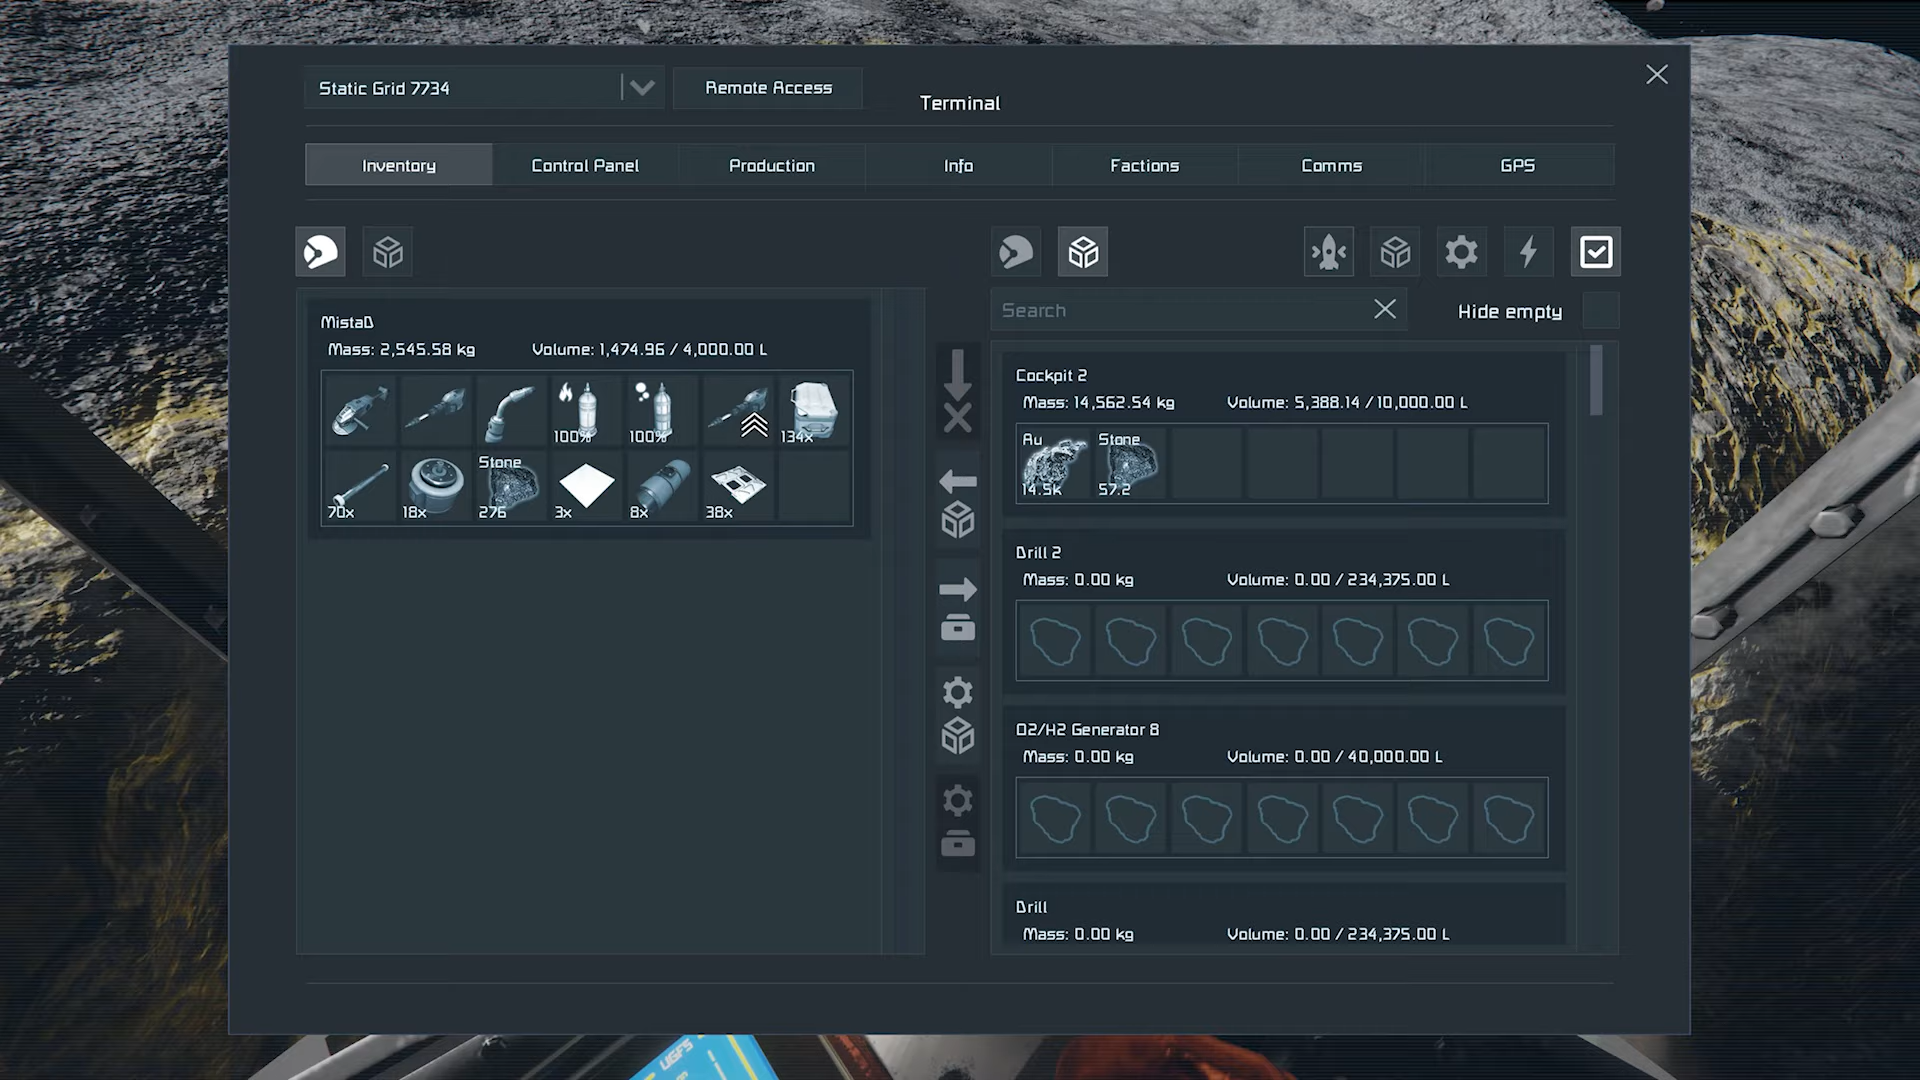 Static Grid 7734
Remote Access
Terminal
Inventory
Control Panel
Production
Info
Factions
Comms
GPS
Search
Hide empty
MistaD
Mass: 2,545.58 kg
Volume: 1,474.96 / 4,000.00 L
100%
100%
134x
70x
18x
Stone
276
3x
8x
38x
Cockpit 2
Mass: 14,562.54 kg
Volume: 5,388.14 / 10,000.00 L
Au
14.5k
Stone
57.2
Drill 2
Mass: 0.00 kg
Volume: 0.00 / 234,375.00 L
O2/H2 Generator 8
Mass: 0.00 kg
Volume: 0.00 / 40,000.00 L
Drill
Mass: 0.00 kg
Volume: 0.00 / 234,375.00 L
UGFS